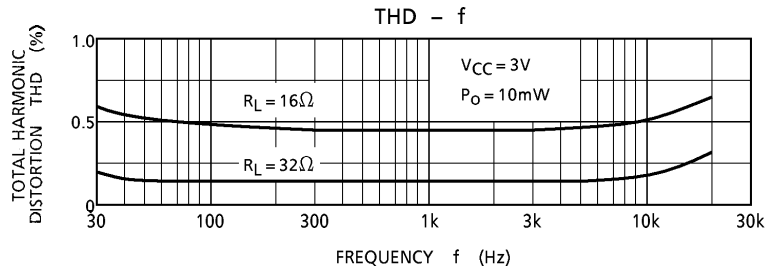 THD – f
TOTAL HARMONIC
DISTORTION THD (%)
1.0
0.5
0
VCC = 3V
PO = 10mW
RL = 16Ω
RL = 32Ω
30 100 300 1k 3k 10k 30k
FREQUENCY f (Hz)